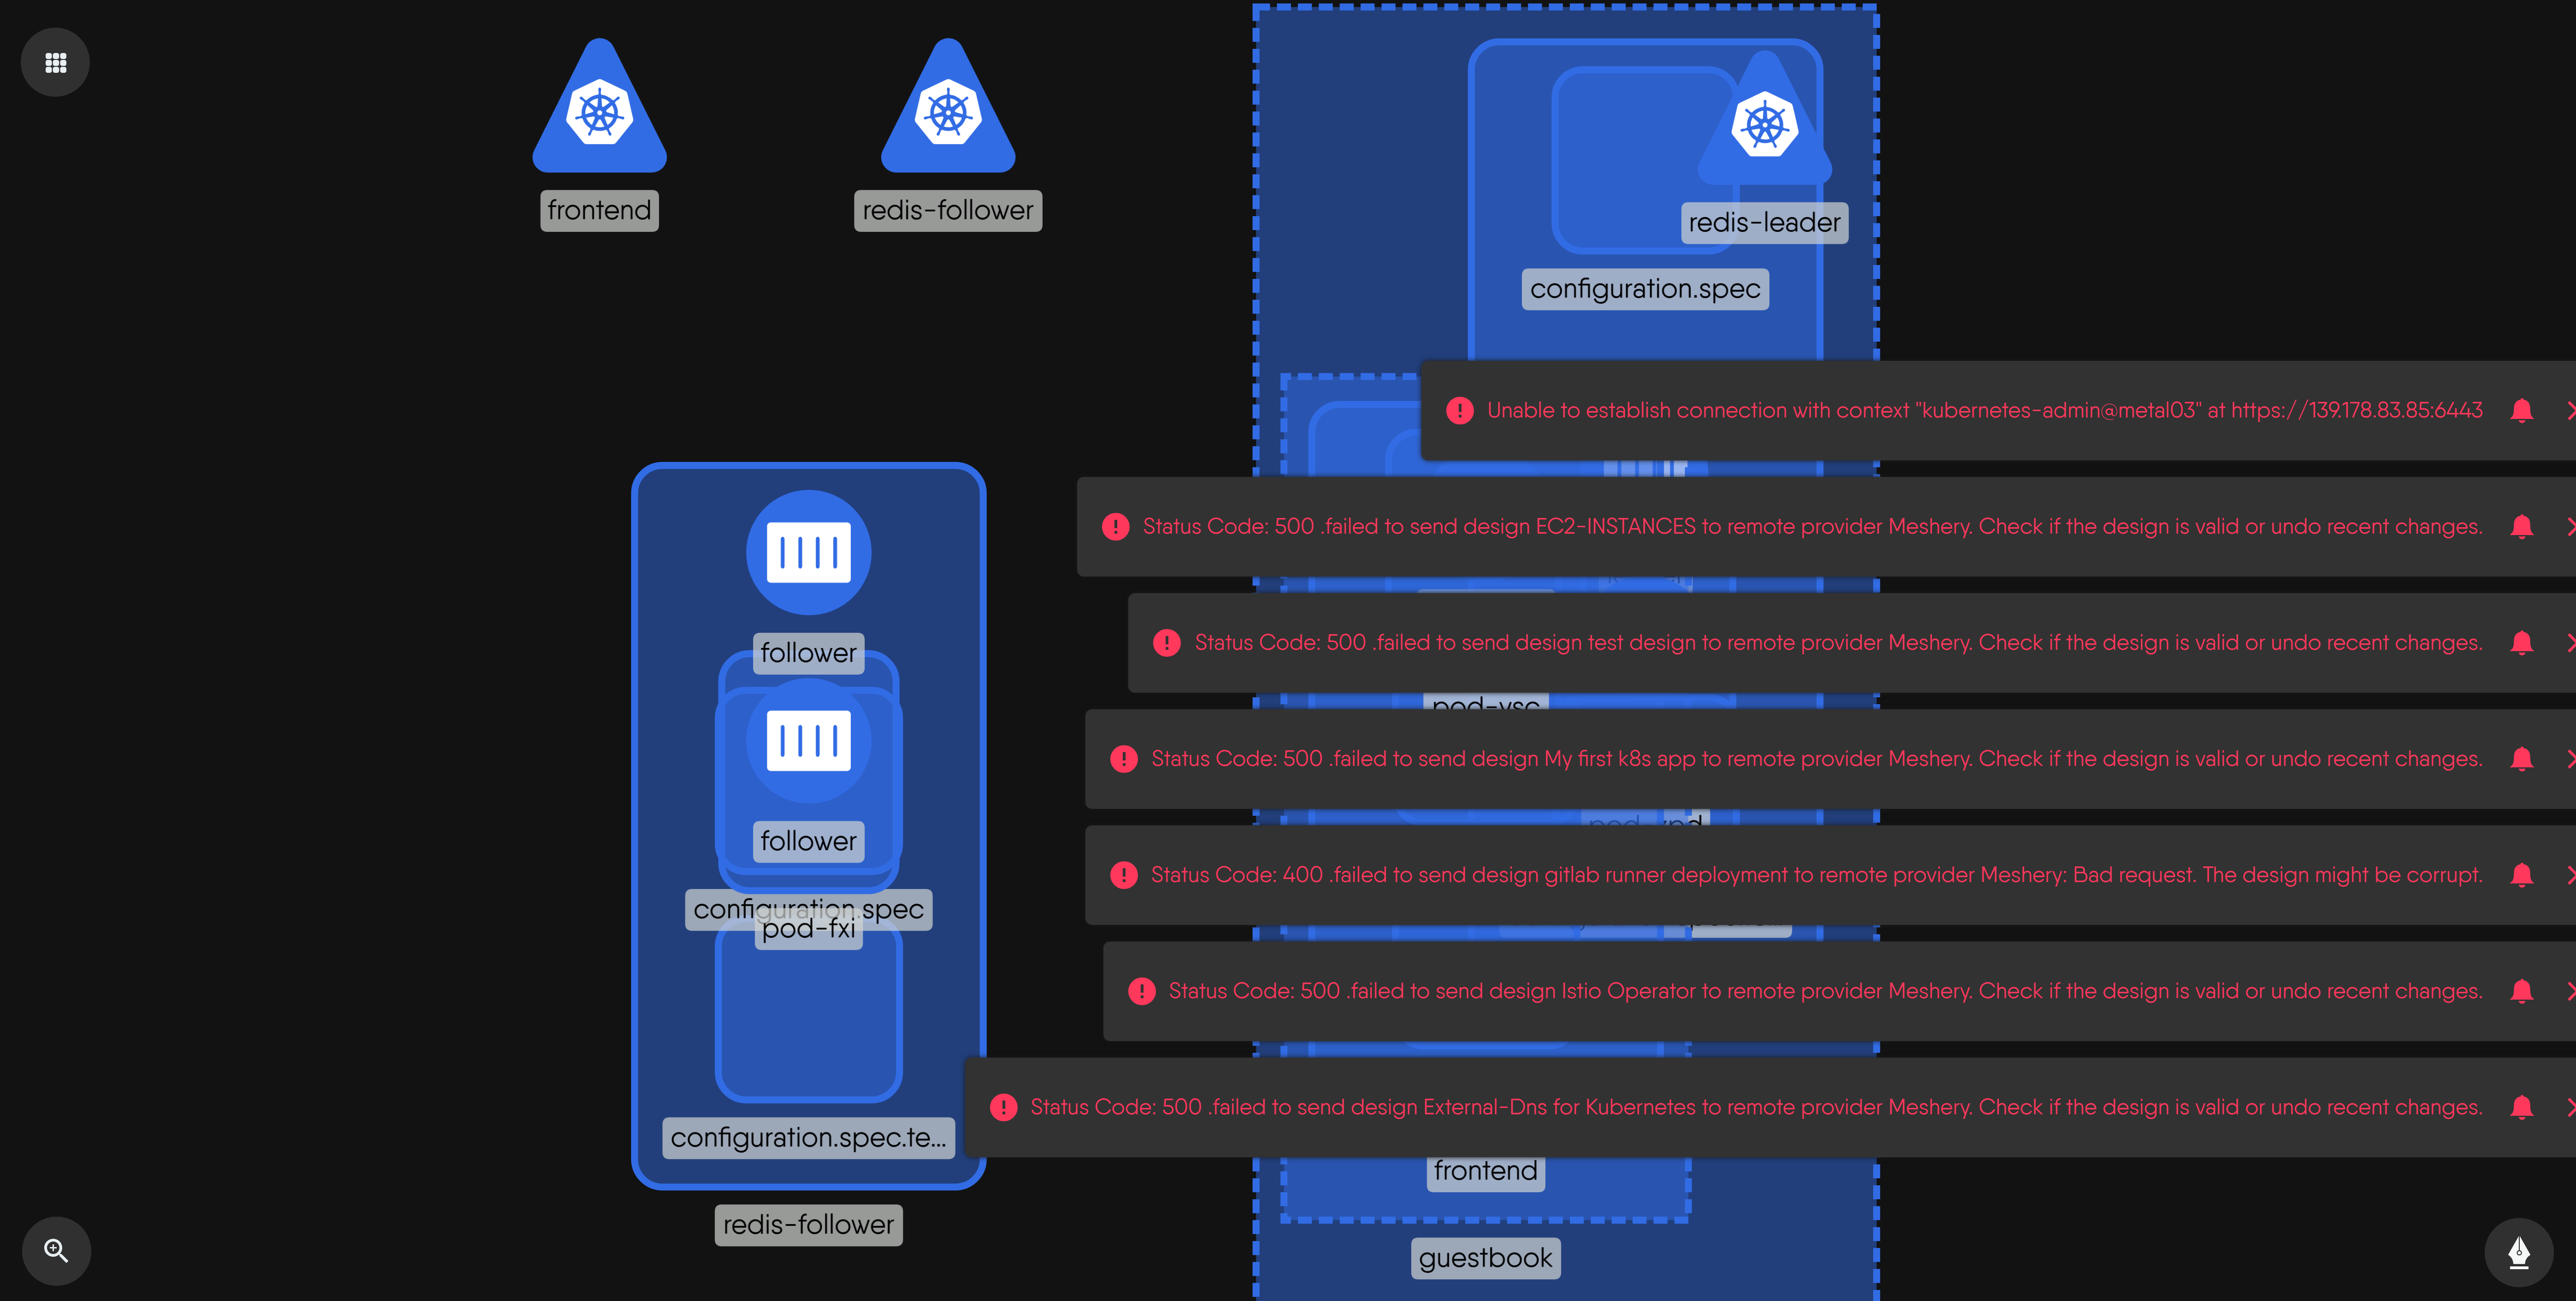 frontend
redis-follower
redis-leader
configuration.spec
Unable to establish connection with context "kubernetes-admin@metal03" at https://139.178.83.85:6443
Status Code: 500 .failed to send design EC2-INSTANCES to remote provider Meshery. Check if the design is valid or undo recent changes.
follower
Status Code: 500 .failed to send design test design to remote provider Meshery. Check if the design is valid or undo recent changes.
pod-vsc
Status Code: 500 .failed to send design My first k8s app to remote provider Meshery. Check if the design is valid or undo recent changes.
follower
Status Code: 400 .failed to send design gitlab runner deployment to remote provider Meshery: Bad request. The design might be corrupt.
configuration.spec
pod-fxi
Status Code: 500 .failed to send design Istio Operator to remote provider Meshery. Check if the design is valid or undo recent changes.
Status Code: 500 .failed to send design External-Dns for Kubernetes to remote provider Meshery. Check if the design is valid or undo recent changes.
configuration.spec.te...
frontend
redis-follower
guestbook